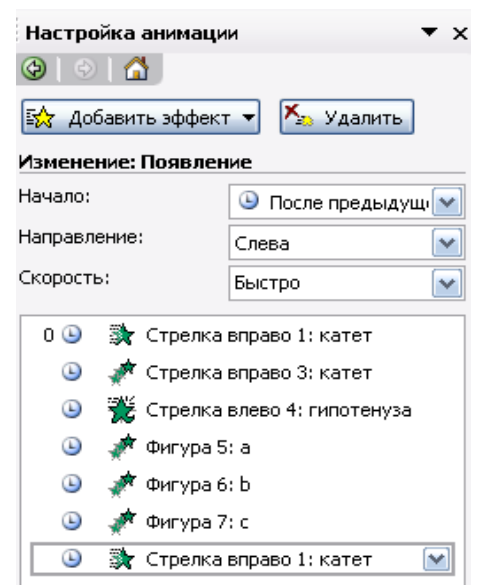 Настройка анимации
Добавить эффект
Удалить
Изменение: Появление
Начало:
После предыдущ
Направление:
Слева
Скорость:
Быстро
0 Стрелка вправо 1: катет
Стрелка вправо 3: катет
Стрелка влево 4: гипотенуза
Фигура 5: a
Фигура 6: b
Фигура 7: c
Стрелка вправо 1: катет